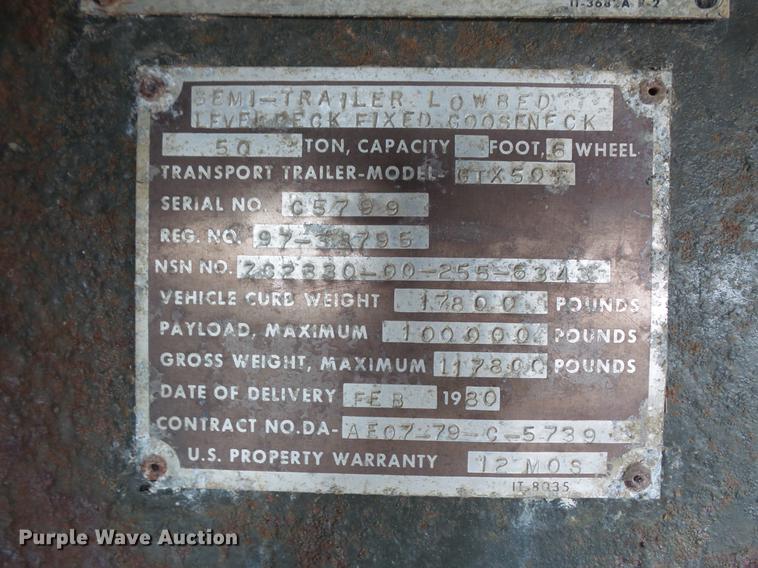 IT-3682A R-2
SEMI-TRAILER LOWBED
LEVEL DECK FIXED GOOSENECK
50 TON, CAPACITY FOOT, 6 WHEEL
TRANSPORT TRAILER-MODEL-
SERIAL NO. C5799
REG. NO.
NSN NO.
VEHICLE CURB WEIGHT 17800 POUNDS
PAYLOAD, MAXIMUM 100000 POUNDS
GROSS WEIGHT, MAXIMUM 117800 POUNDS
DATE OF DELIVERY FEB 1980
CONTRACT NO.DA- AE07-79-C-5739
U.S. PROPERTY WARRANTY 12 MOS
IT-8035
Purple Wave Auction